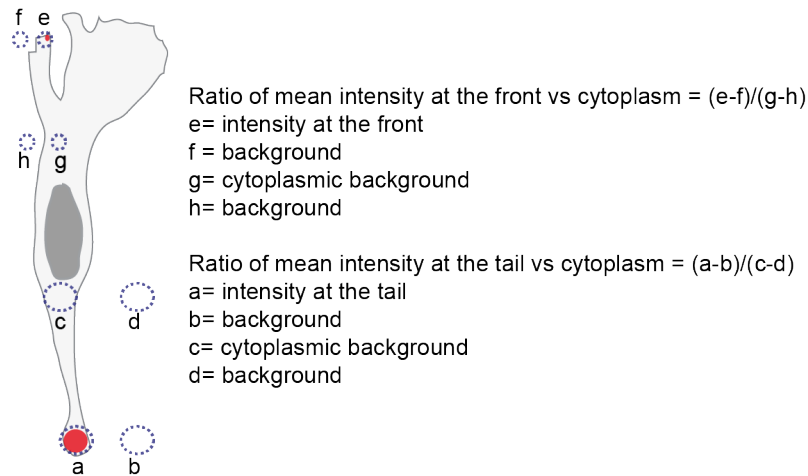 f e
Ratio of mean intensity at the front vs cytoplasm = (e-f)/(g-h)
e= intensity at the front
f = background
g= cytoplasmic background
h= background
h g
Ratio of mean intensity at the tail vs cytoplasm = (a-b)/(c-d)
a= intensity at the tail
b= background
c= cytoplasmic background
d= background
c d
a b